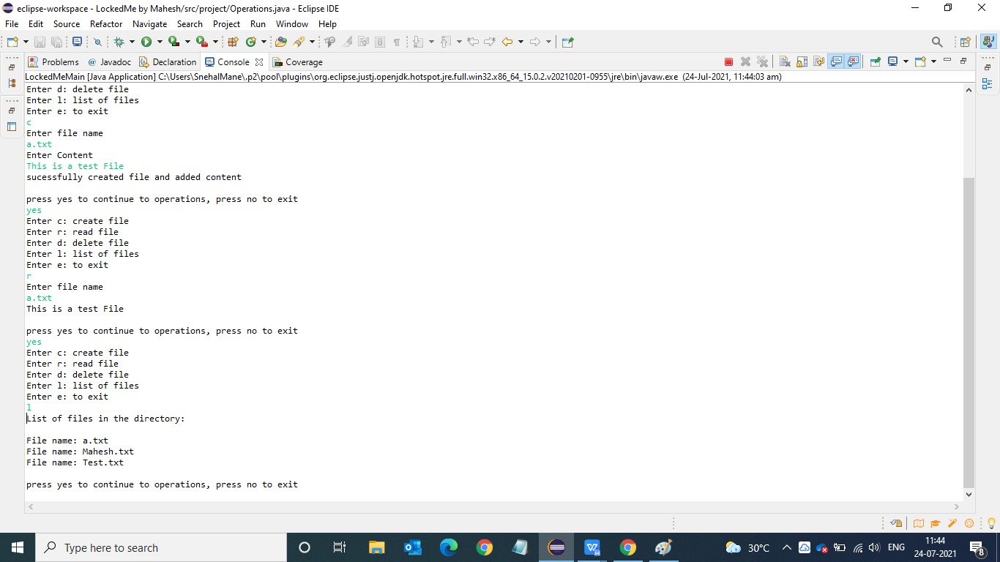 eclipse-workspace - LockedMe by Mahesh/src/project/Operations.java - Eclipse IDE
File Edit Source Refactor Navigate Search Project Run Window Help
Problems @ Javadoc Declaration Console Coverage
LockedMeMain [Java Application] C:\Users\SnehalMane\.p2\pool\plugins\org.eclipse.justj.openjdk.hotspot.jre.full.win32.x86_64_15.0.2.v20210201-0955\jre\bin\javaw.exe (24-Jul-2021, 11:44:03 am)
Enter d: delete file
Enter l: list of files
Enter e: to exit
c
Enter file name
a.txt
Enter Content
This is a test File
sucessfully created file and added content
press yes to continue to operations, press no to exit
yes
Enter c: create file
Enter r: read file
Enter d: delete file
Enter l: list of files
Enter e: to exit
r
Enter file name
a.txt
This is a test File
press yes to continue to operations, press no to exit
yes
Enter c: create file
Enter r: read file
Enter d: delete file
Enter l: list of files
Enter e: to exit
l
List of files in the directory:
File name: a.txt
File name: Mahesh.txt
File name: Test.txt
press yes to continue to operations, press no to exit
Type here to search
30°C
ENG
11:44
24-07-2021
8